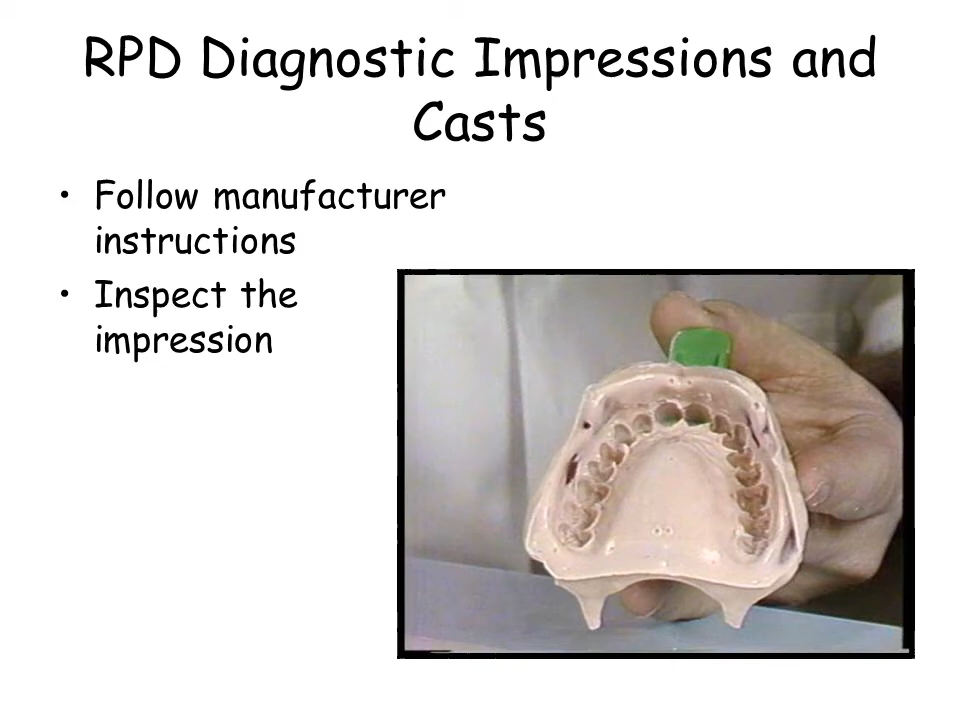 RPD Diagnostic Impressions and
Casts
• Follow manufacturer
instructions
• Inspect the
impression